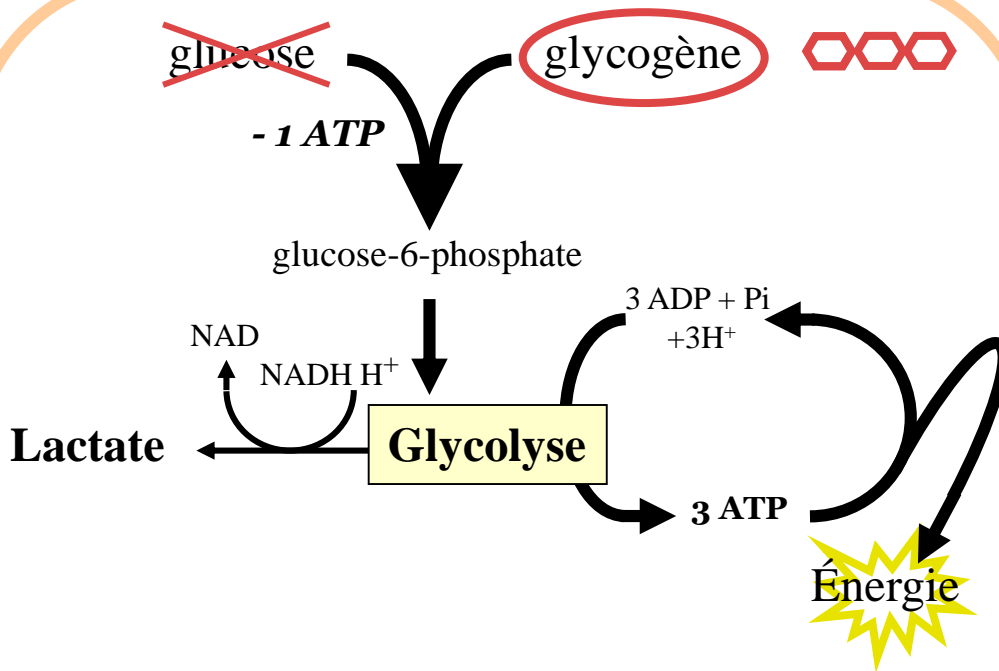 glucose
glycogène
- 1 ATP
glucose-6-phosphate
3 ADP + Pi
+3H⁺
NAD
NADH H⁺
Lactate
Glycolyse
3 ATP
Énergie